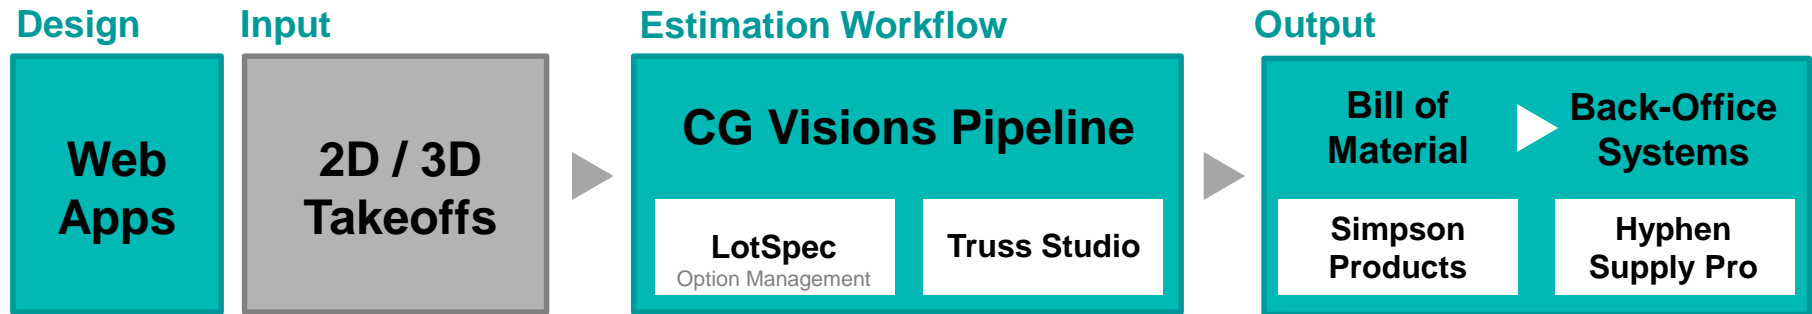 Design
Input
Estimation Workflow
Output
Web
Apps
2D / 3D
Takeoffs
CG Visions Pipeline
LotSpec
Option Management
Truss Studio
Bill of
Material
Back-Office
Systems
Simpson
Products
Hyphen
Supply Pro